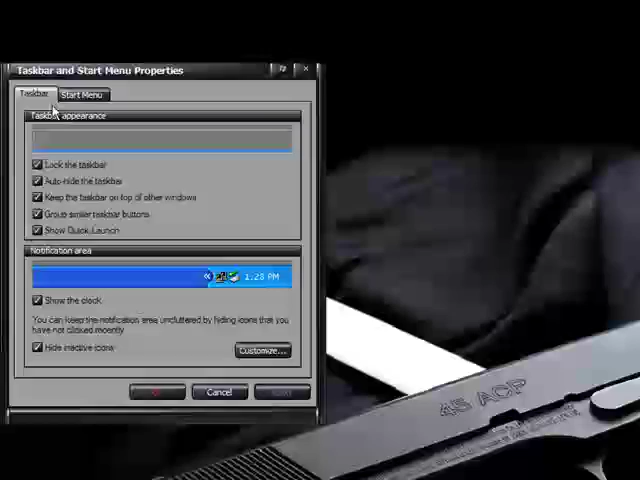 Taskbar and Start Menu Properties
Taskbar
Start Menu
Taskbar appearance
Lock the taskbar
Auto-hide the taskbar
Keep the taskbar on top of other windows
Group similar taskbar buttons
Show Quick Launch
Notification area
« 1:28 PM
Show the clock
You can keep the notification area uncluttered by hiding icons that you
have not clicked recently
Hide inactive icons
Customize...
Cancel
45 ACP